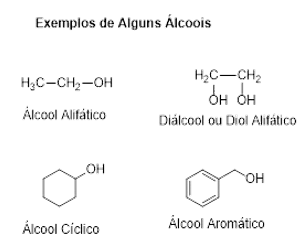 Exemplos de Alguns Álcoois
H₃C–CH₂–OH
Álcool Alifático
H₂C–CH₂
OH OH
Diálcool ou Diol Alifático
OH
Álcool Cíclico
OH
Álcool Aromático